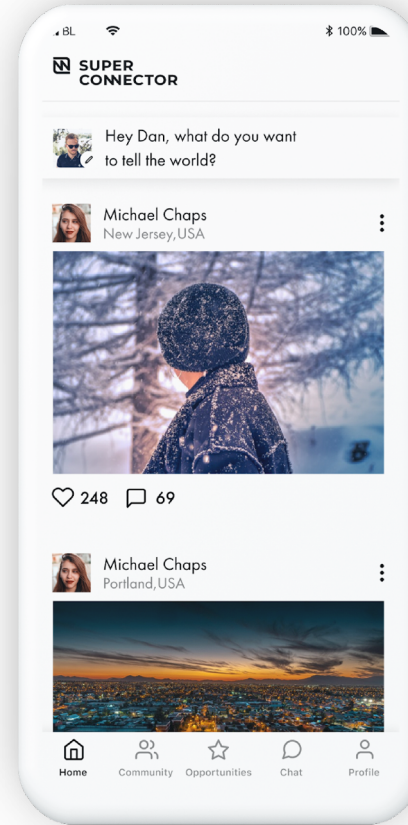 BL 100%
SUPER
CONNECTOR
Hey Dan, what do you want
to tell the world?
Michael Chaps
New Jersey,USA
248 69
Michael Chaps
Portland,USA
Home Community Opportunities Chat Profile